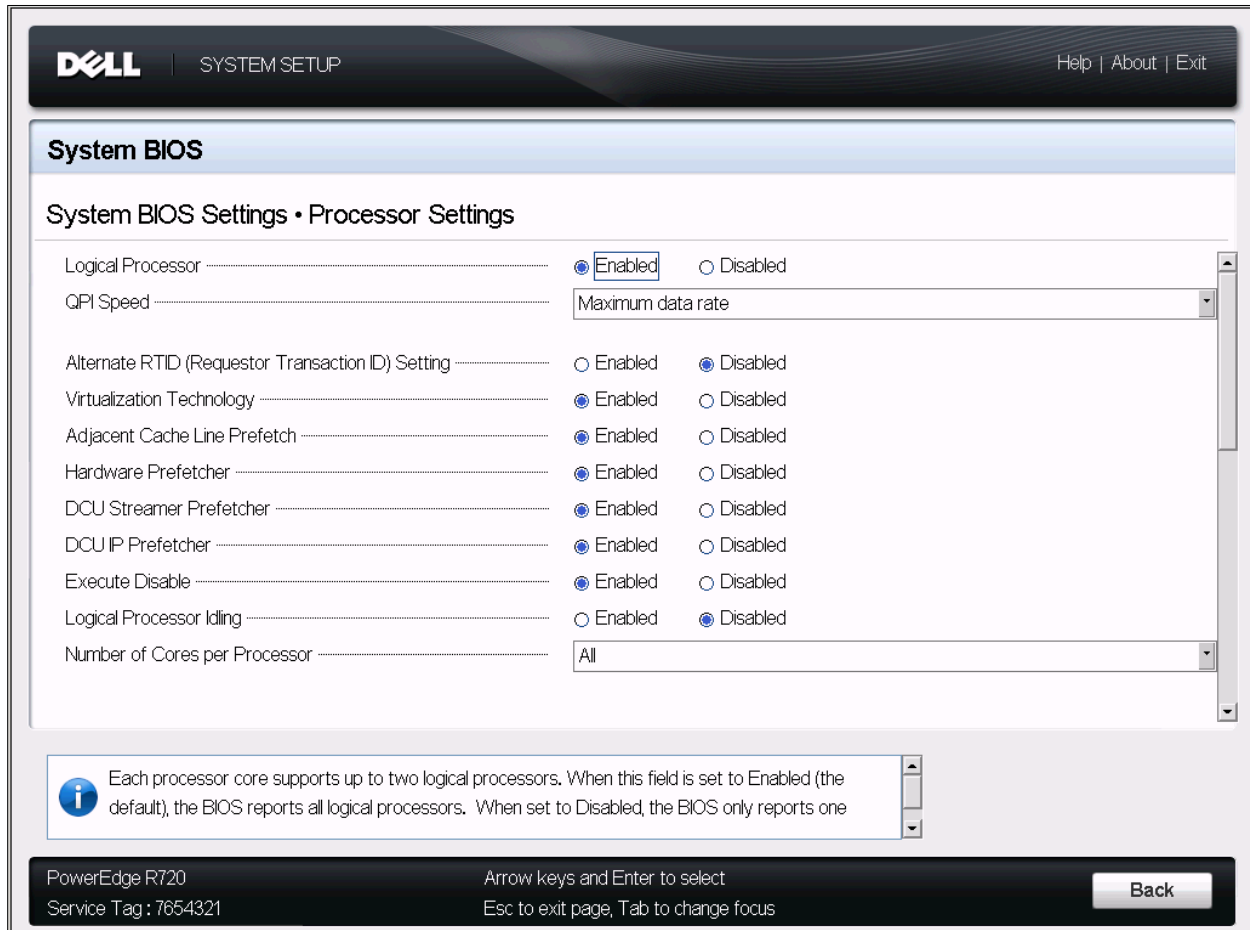 DELL SYSTEM SETUP Help | About | Exit
System BIOS
System BIOS Settings • Processor Settings
Logical Processor Enabled Disabled
QPI Speed Maximum data rate
Alternate RTID (Requestor Transaction ID) Setting Enabled Disabled
Virtualization Technology Enabled Disabled
Adjacent Cache Line Prefetch Enabled Disabled
Hardware Prefetcher Enabled Disabled
DCU Streamer Prefetcher Enabled Disabled
DCU IP Prefetcher Enabled Disabled
Execute Disable Enabled Disabled
Logical Processor Idling Enabled Disabled
Number of Cores per Processor All
Each processor core supports up to two logical processors. When this field is set to Enabled (the
default), the BIOS reports all logical processors. When set to Disabled, the BIOS only reports one
PowerEdge R720 Arrow keys and Enter to select
Service Tag : 7654321 Esc to exit page, Tab to change focus
Back